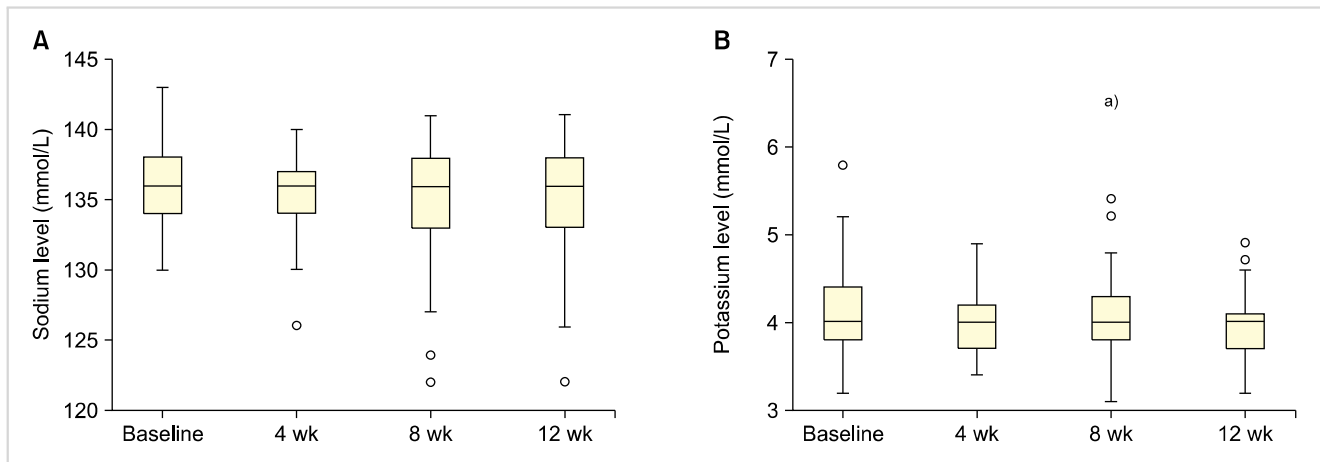 A
Sodium level (mmol/L)
145
140
135
130
125
120
Baseline 4 wk 8 wk 12 wk
B
Potassium level (mmol/L)
7
6
5
4
3
a)
Baseline 4 wk 8 wk 12 wk